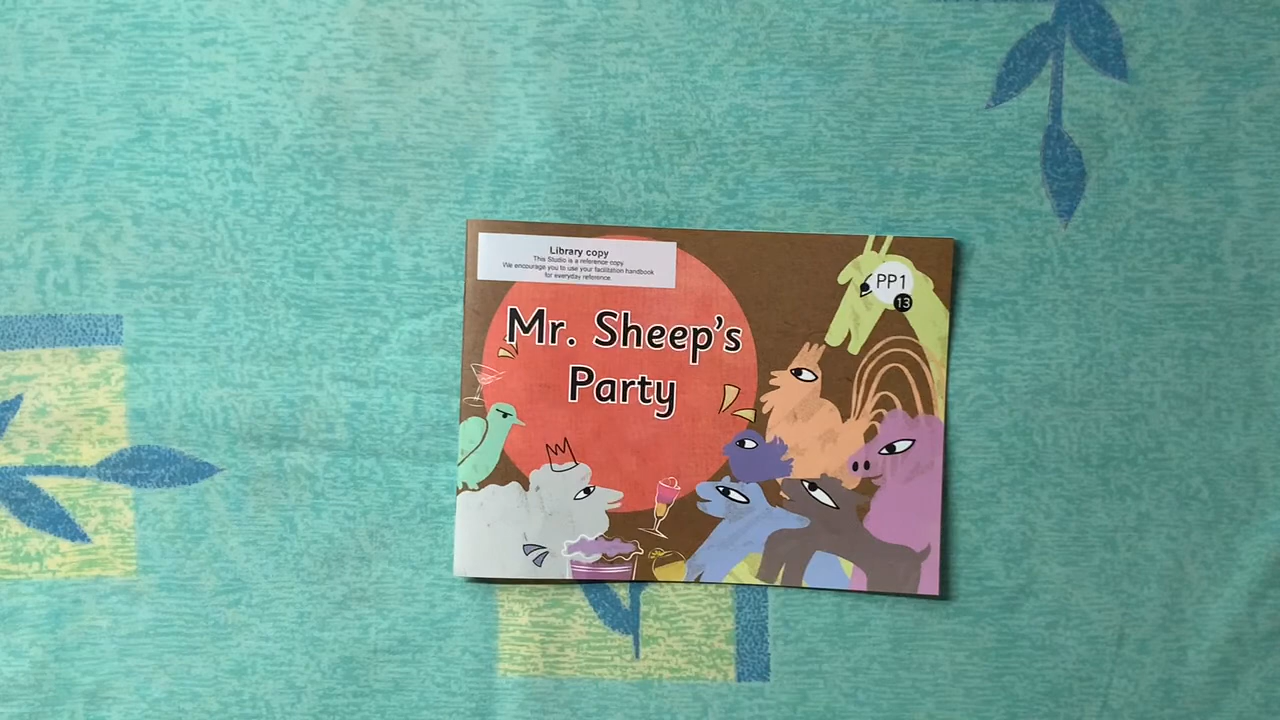 Library copy
This Studio is a reference copy.
We encourage you to use your facilitation handbook
for everyday reference.
PP1
13
Mr. Sheep's
Party